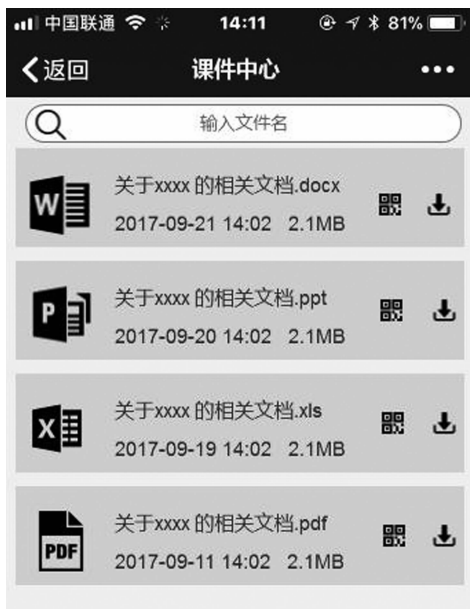 中国联通 14:11 81%
返回 课件中心
输入文件名
W 关于xxxx 的相关文档.docx
2017-09-21 14:02 2.1MB
P 关于xxxx 的相关文档.ppt
2017-09-20 14:02 2.1MB
X 关于xxxx 的相关文档.xls
2017-09-19 14:02 2.1MB
关于xxxx 的相关文档.pdf
PDF 2017-09-11 14:02 2.1MB